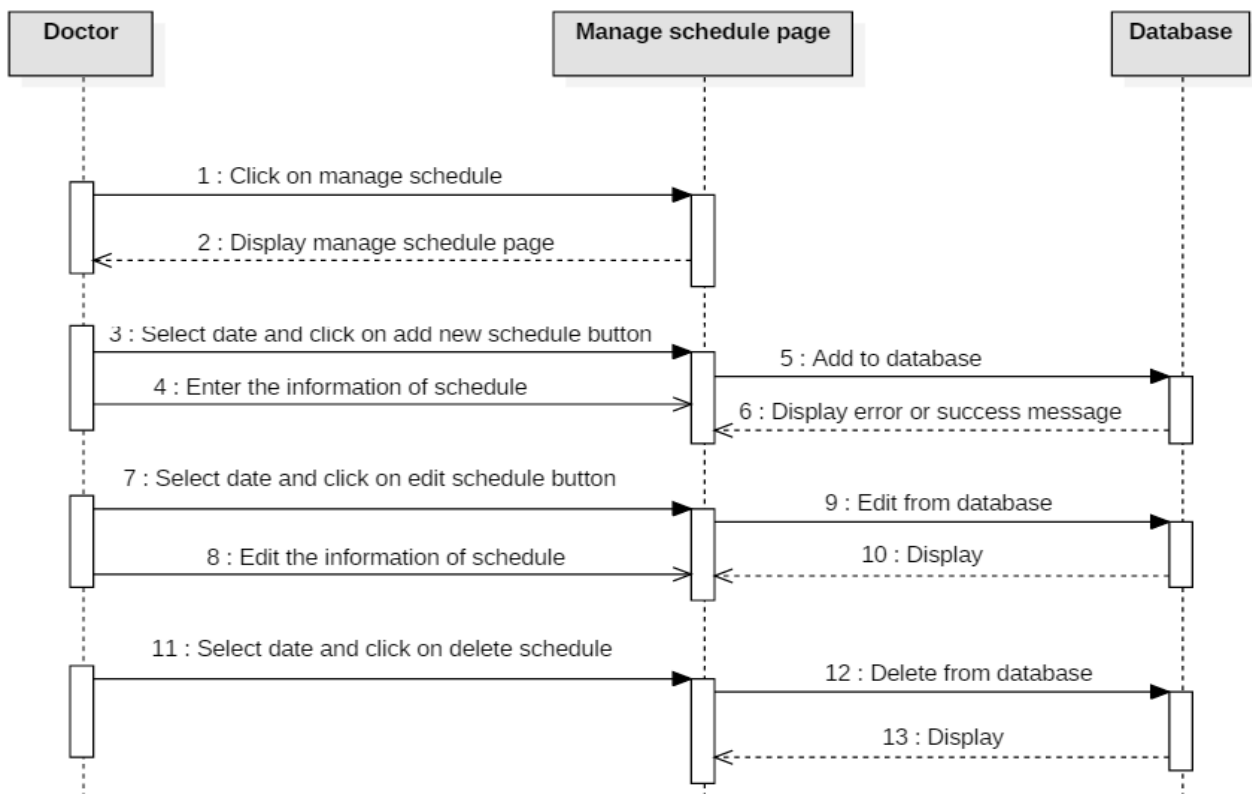 Doctor
Manage schedule page
Database
1 : Click on manage schedule
2 : Display manage schedule page
3 : Select date and click on add new schedule button
5 : Add to database
4 : Enter the information of schedule
6 : Display error or success message
7 : Select date and click on edit schedule button
9 : Edit from database
8 : Edit the information of schedule
10 : Display
11 : Select date and click on delete schedule
12 : Delete from database
13 : Display